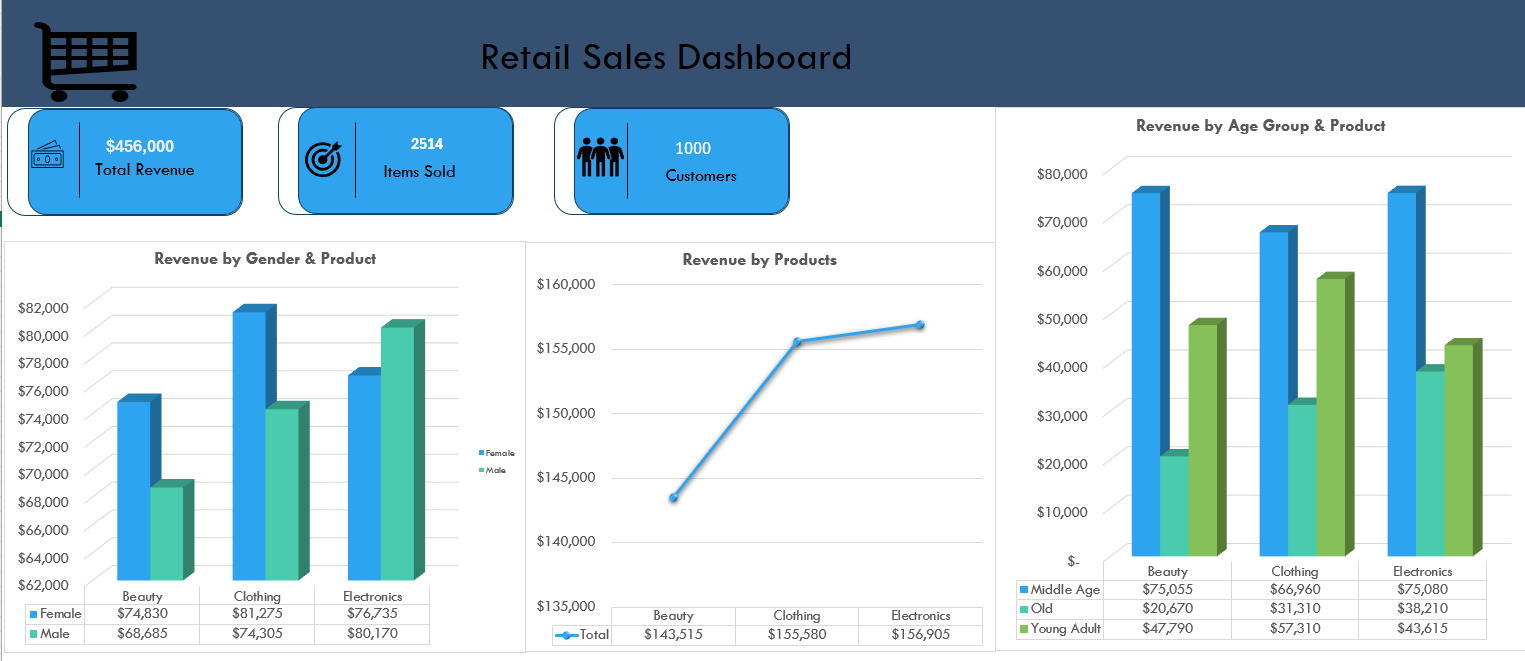 Retail Sales Dashboard
$456,000
Total Revenue
2514
Items Sold
1000
Customers
Revenue by Gender & Product
$82,000
$80,000
$78,000
$76,000
$74,000
$72,000
$70,000
$68,000
$66,000
$64,000
$62,000
Beauty Clothing Electronics
Female $74,830 $81,275 $76,735
Male $68,685 $74,305 $80,170
Female
Male
Revenue by Products
$160,000
$155,000
$150,000
$145,000
$140,000
$135,000
Beauty Clothing Electronics
Total $143,515 $155,580 $156,905
Revenue by Age Group & Product
$80,000
$70,000
$60,000
$50,000
$40,000
$30,000
$20,000
$10,000
$-
Beauty Clothing Electronics
Middle Age $75,055 $66,960 $75,080
Old $20,670 $31,310 $38,210
Young Adult $47,790 $57,310 $43,615